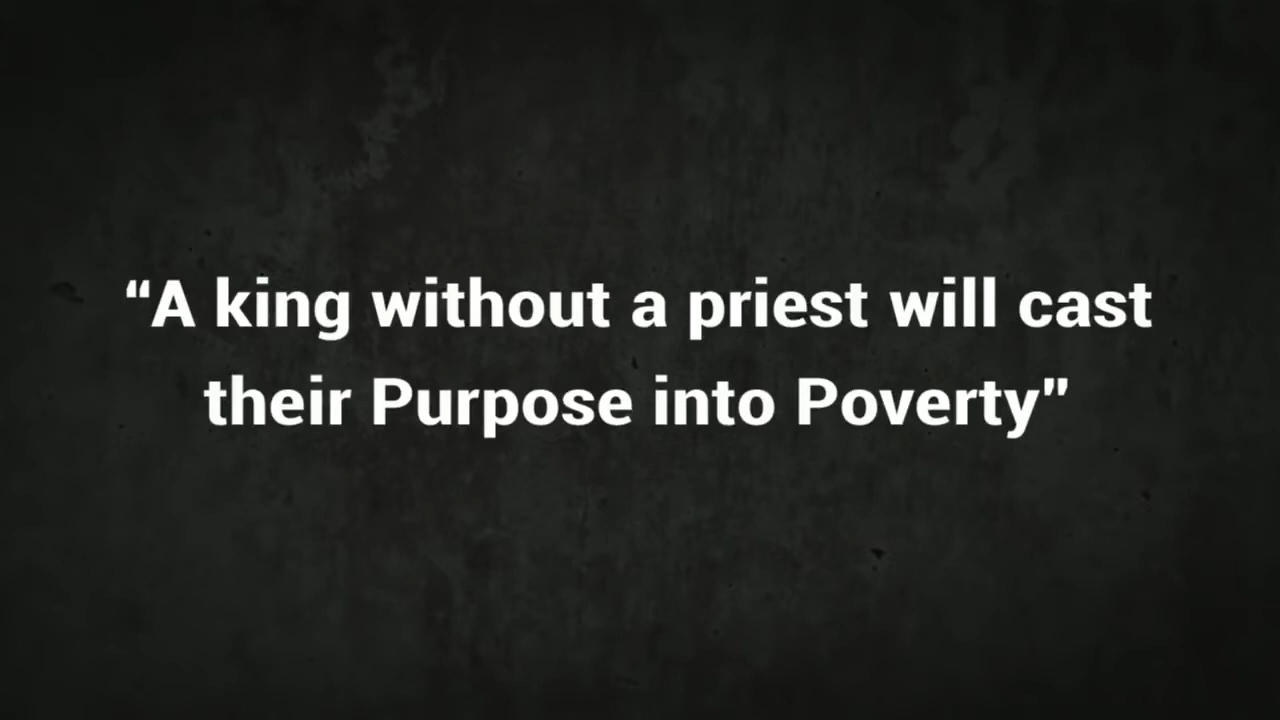 “A king without a priest will cast
their Purpose into Poverty”